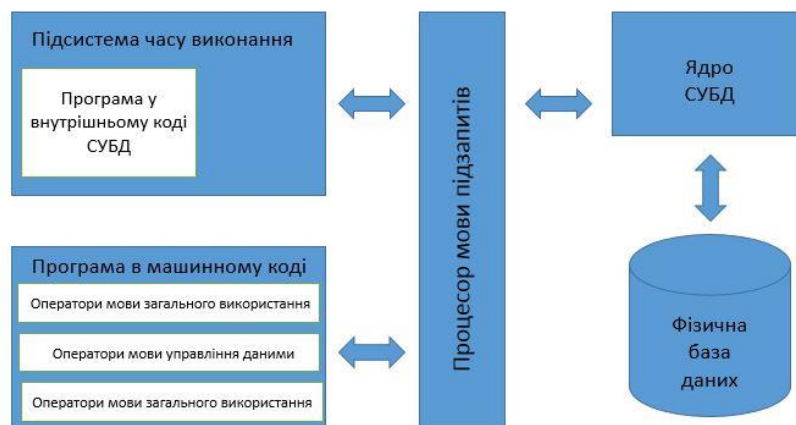 Підсистема часу виконання
Програма у
внутрішньому коді
СУБД
Програма в машинному коді
Оператори мови загального використання
Оператори мови управління даними
Оператори мови загального використання
Процесор мови підзапитів
Ядро
СУБД
Фізична
база
даних